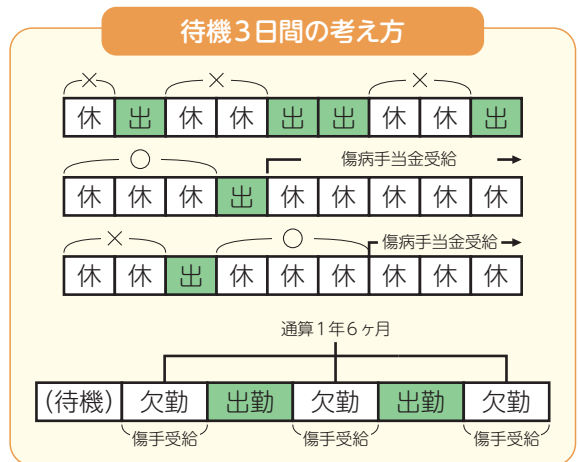 待機3日間の考え方
× × ×
休 出 休 休 出 出 休 休 出
○ 傷病手当金受給
休 休 休 出 休 休 休 休 休
× ○ 傷病手当金受給
休 休 出 休 休 休 休 休 休
通算1年6ヶ月
(待機) 欠勤 出勤 欠勤 出勤 欠勤
傷手受給 傷手受給 傷手受給